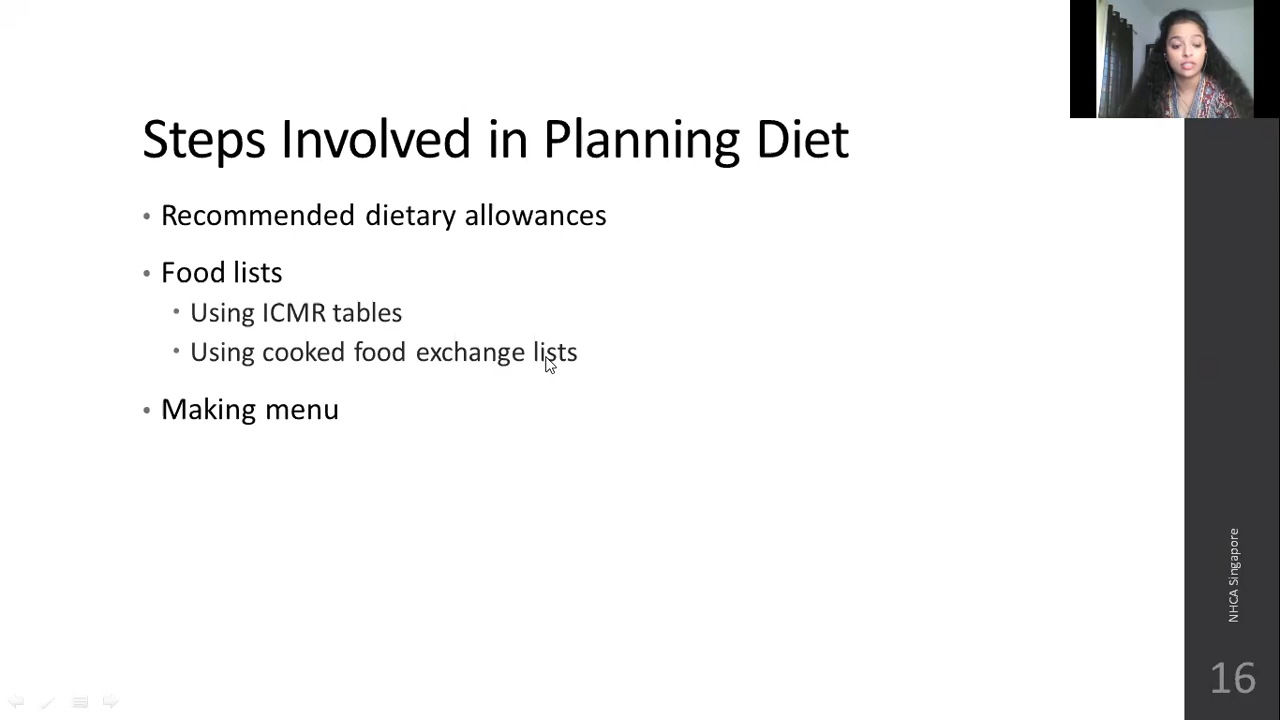 Steps Involved in Planning Diet
• Recommended dietary allowances
• Food lists
• Using ICMR tables
• Using cooked food exchange lists
• Making menu
NHCA Singapore
16